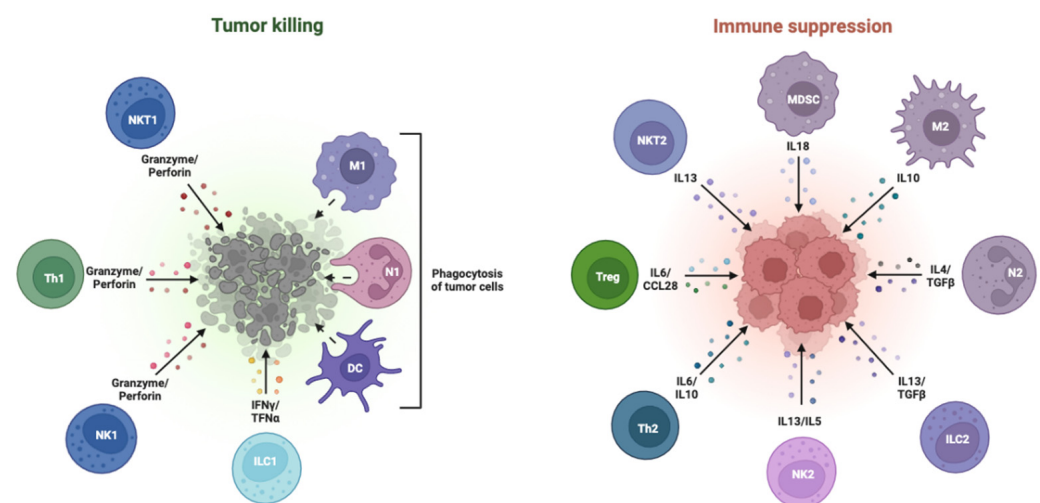 Tumor killing
NKT1
Granzyme/
Perforin
M1
Th1
Granzyme/
Perforin
N1
Phagocytosis
of tumor cells
DC
Granzyme/
Perforin
NK1
IFNγ/
TFNα
ILC1
Immune suppression
MDSC
IL18
NKT2
IL13
M2
IL10
Treg
IL6/
CCL28
IL4/
TGFβ
N2
IL6/
IL10
Th2
IL13/IL5
NK2
IL13/
TGFβ
ILC2